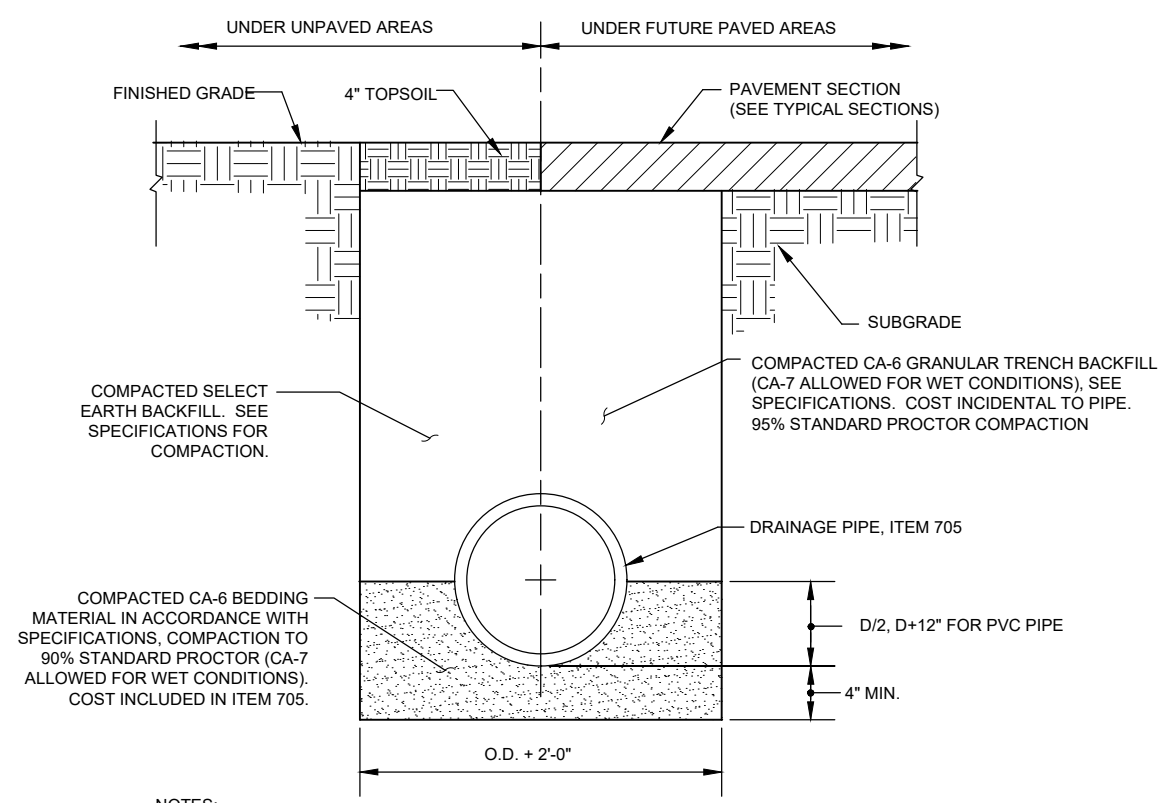 UNDER UNPAVED AREAS
UNDER FUTURE PAVED AREAS
FINISHED GRADE
4" TOPSOIL
PAVEMENT SECTION
(SEE TYPICAL SECTIONS)
SUBGRADE
COMPACTED SELECT
EARTH BACKFILL. SEE
SPECIFICATIONS FOR
COMPACTION.
COMPACTED CA-6 GRANULAR TRENCH BACKFILL
(CA-7 ALLOWED FOR WET CONDITIONS), SEE
SPECIFICATIONS. COST INCIDENTAL TO PIPE.
95% STANDARD PROCTOR COMPACTION
DRAINAGE PIPE, ITEM 705
COMPACTED CA-6 BEDDING
MATERIAL IN ACCORDANCE WITH
SPECIFICATIONS, COMPACTION TO
90% STANDARD PROCTOR (CA-7
ALLOWED FOR WET CONDITIONS).
COST INCLUDED IN ITEM 705.
D/2, D+12" FOR PVC PIPE
4" MIN.
O.D. + 2'-0"
NOTES: